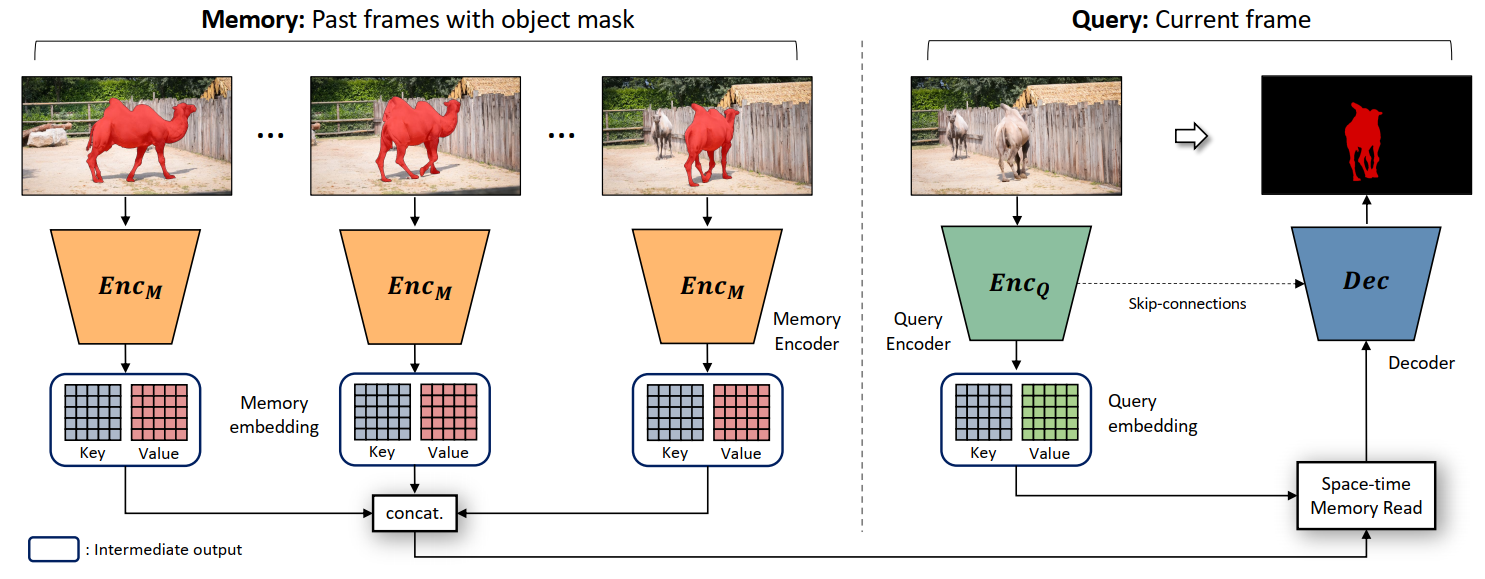 Memory: Past frames with object mask
Query: Current frame
...
...
Enc_M
Enc_M
Enc_M
Enc_Q
Dec
Skip-connections
Memory
Encoder
Query
Encoder
Decoder
Key Value
Memory
embedding
Key Value
Key Value
Key Value
Query
embedding
concat.
Space-time
Memory Read
: Intermediate output